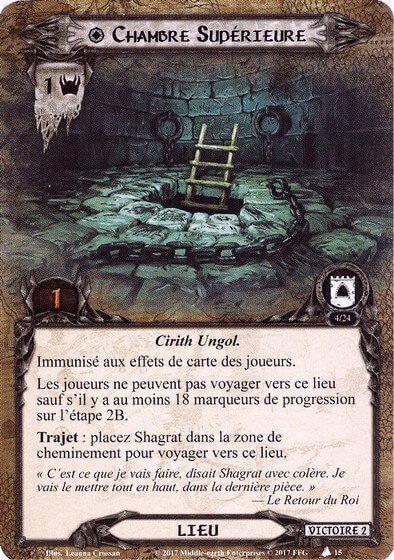 Chambre Supérieure
1
1
4/24
Cirith Ungol.
Immunisé aux effets de carte des joueurs.
Les joueurs ne peuvent pas voyager vers ce lieu
sauf s'il y a au moins 18 marqueurs de progression
sur l'étape 2B.
Trajet : placez Shagrat dans la zone de
cheminement pour voyager vers ce lieu.
« C'est ce que je vais faire, disait Shagrat avec colère. Je
vais le mettre tout en haut, dans la dernière pièce. »
— Le Retour du Roi
LIEU
VICTOIRE 2
Illus. Leanna Crossan
© 2017 Middle-earth Enterprises © 2017 FFG
15